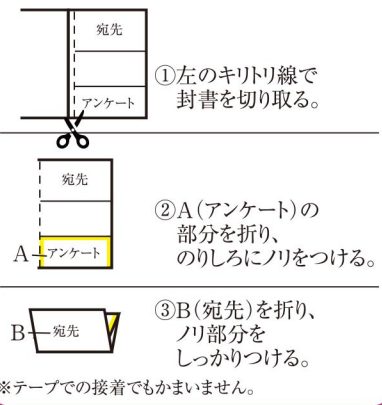 宛先
アンケート
①左のキリトリ線で
封書を切り取る。
宛先
A
アンケート
②A(アンケート)の
部分を折り、
のりしろにノリをつける。
B
宛先
③B(宛先)を折り、
ノリ部分を
しっかりつける。
※テープでの接着でもかまいません。